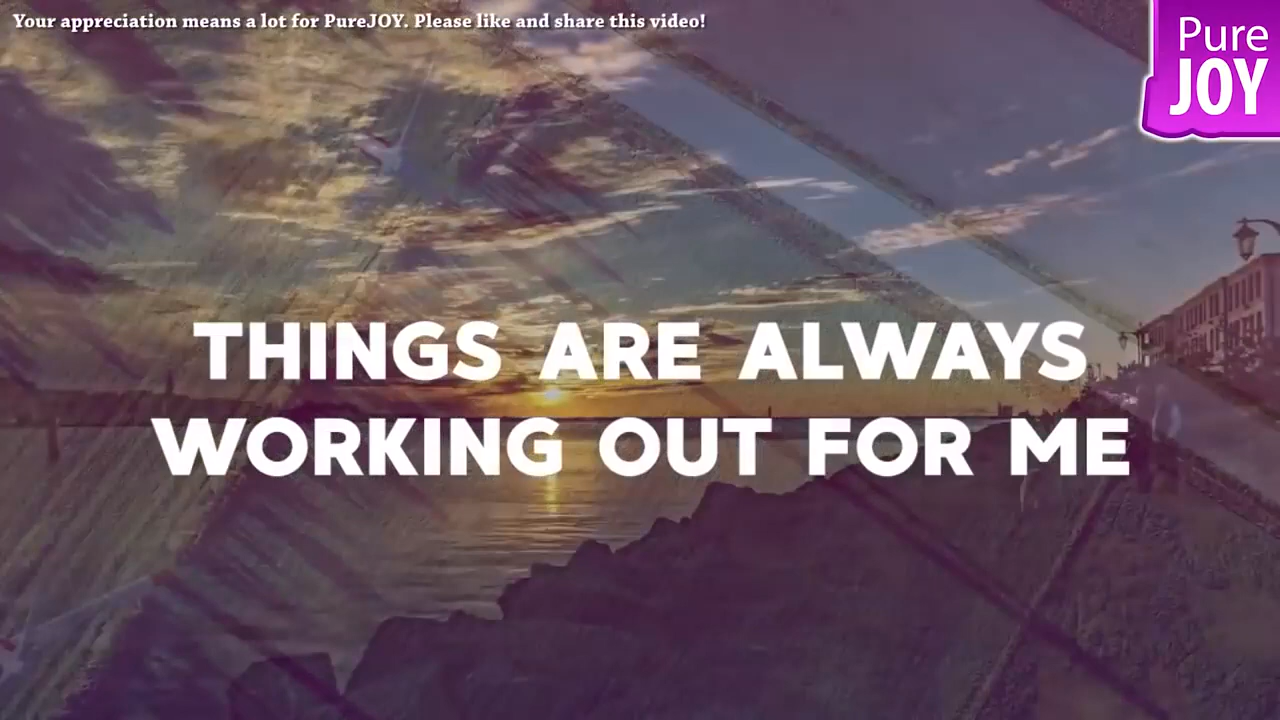 Your appreciation means a lot for PureJOY. Please like and share this video!
Pure
JOY
THINGS ARE ALWAYS
WORKING OUT FOR ME